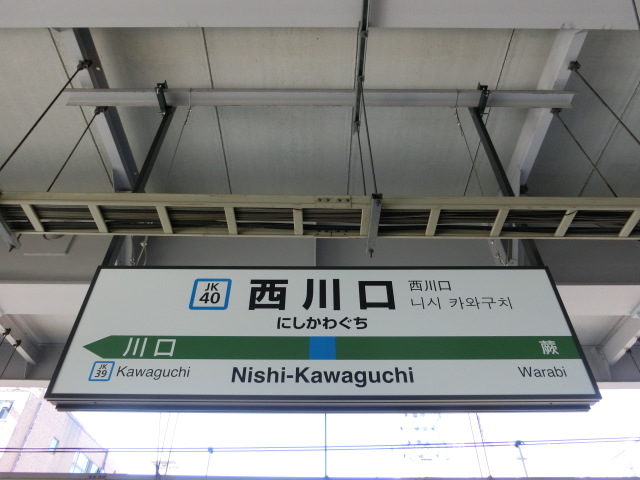 JK
40
西川口
西川口
니시 카와구치
にしかわぐち
川口
蕨
JK
39
Kawaguchi
Nishi-Kawaguchi
Warabi